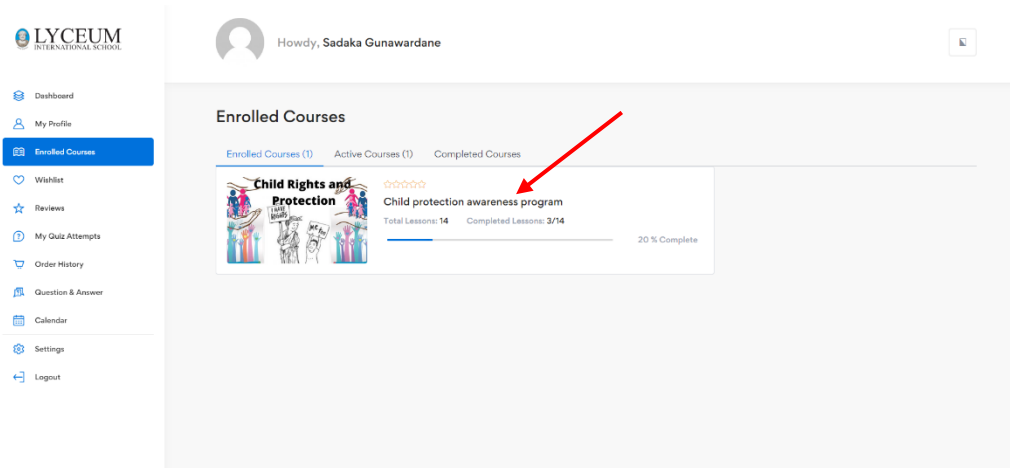 LYCEUM
INTERNATIONAL SCHOOL
Howdy, Sadaka Gunawardane
Dashboard
My Profile
Enrolled Courses
Wishlist
Reviews
My Quiz Attempts
Order History
Question & Answer
Calendar
Settings
Logout
Enrolled Courses
Enrolled Courses (1) Active Courses (1) Completed Courses
Child Rights and
Protection
I HAVE
RIGHTS
Child protection awareness program
Total Lessons: 14 Completed Lessons: 3/14
20 % Complete